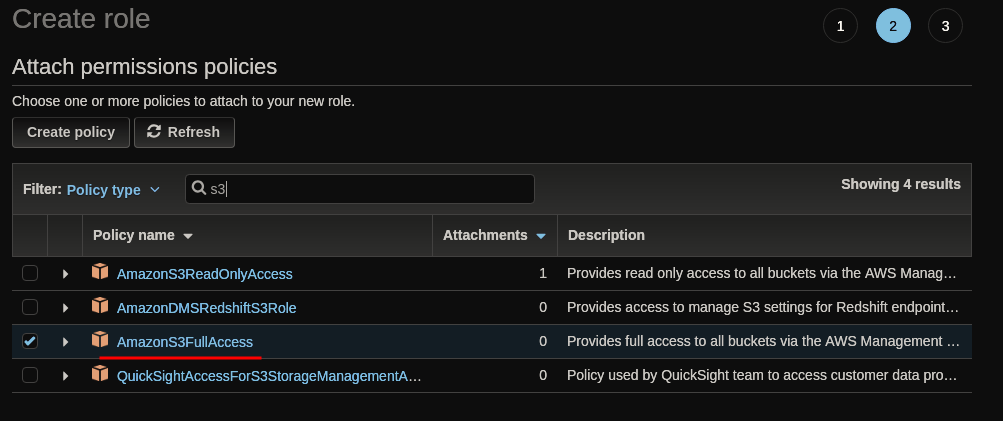 Create role
1 2 3
Attach permissions policies
Choose one or more policies to attach to your new role.
Create policy Refresh
Filter: Policy type s3 Showing 4 results
Policy name Attachments Description
AmazonS3ReadOnlyAccess 1 Provides read only access to all buckets via the AWS Manag…
AmazonDMSRedshiftS3Role 0 Provides access to manage S3 settings for Redshift endpoint…
AmazonS3FullAccess 0 Provides full access to all buckets via the AWS Management …
QuickSightAccessForS3StorageManagementA… 0 Policy used by QuickSight team to access customer data pro…